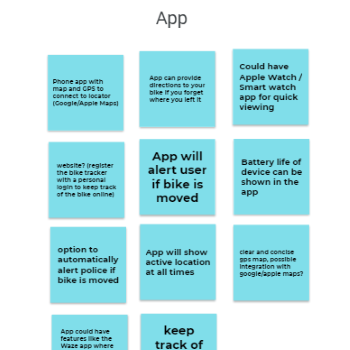 App
Phone app with
map and GPS to
connect to locator
(Google/Apple Maps)
App can provide
directions to your
bike if you forget
where you left it
Could have
Apple Watch /
Smart watch
app for quick
viewing
website? (register
the bike tracker
with a personal
login to keep track
of the bike online)
App will
alert user
if bike is
moved
Battery life of
device can be
shown in the
app
option to
automatically
alert police if
bike is moved
App will show
active location
at all times
clear and concise
gps map, possible
integration with
google/apple maps?
App could have
features like the
Waze app where
keep
track of